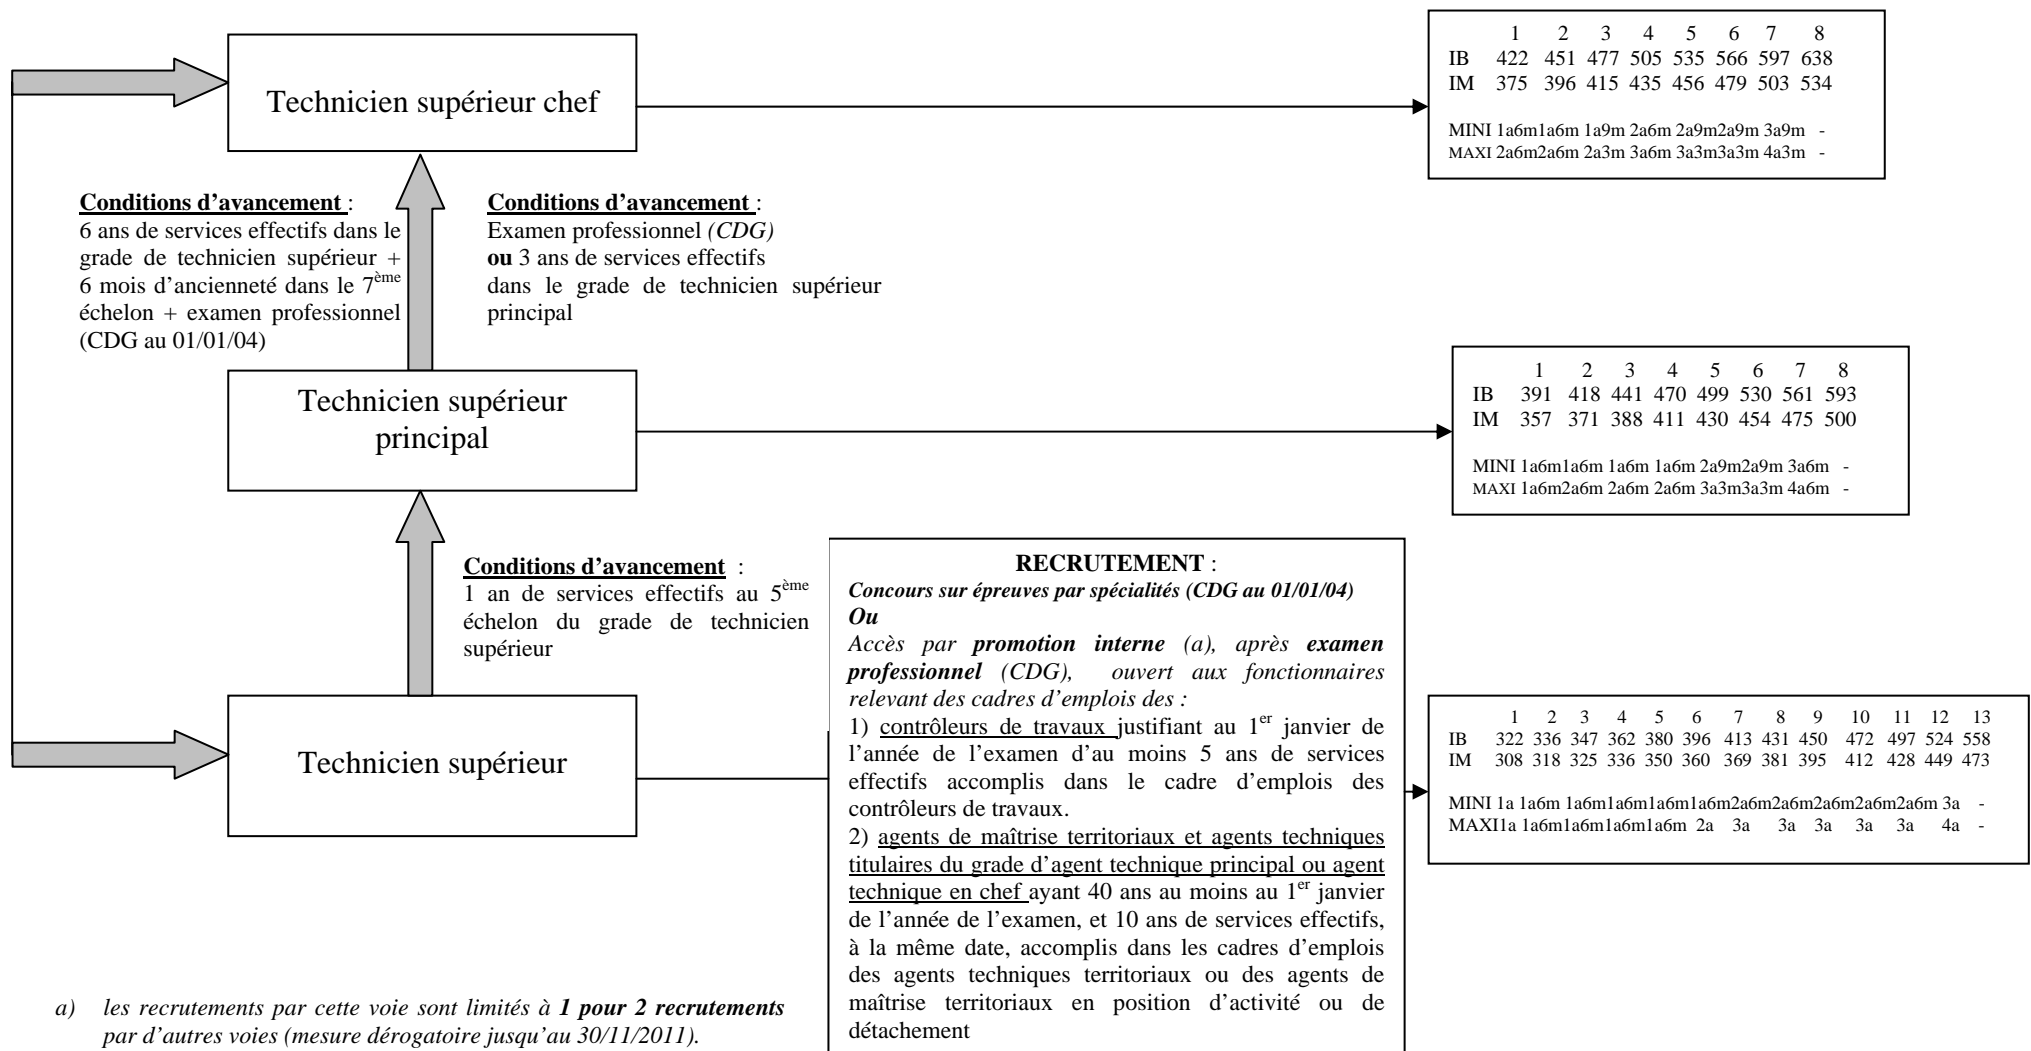 Technicien supérieur chef
1 2 3 4 5 6 7 8
IB 422 451 477 505 535 566 597 638
IM 375 396 415 435 456 479 503 534
MINI 1a6m1a6m 1a9m 2a6m 2a9m2a9m 3a9m -
MAXI 2a6m2a6m 2a3m 3a6m 3a3m3a3m 4a3m -
Conditions d'avancement :
6 ans de services effectifs dans le
grade de technicien supérieur +
6 mois d'ancienneté dans le 7ème
échelon + examen professionnel
(CDG au 01/01/04)
Conditions d'avancement :
Examen professionnel (CDG)
ou 3 ans de services effectifs
dans le grade de technicien supérieur
principal
Technicien supérieur
principal
1 2 3 4 5 6 7 8
IB 391 418 441 470 499 530 561 593
IM 357 371 388 411 430 454 475 500
MINI 1a6m1a6m 1a6m 1a6m 2a9m2a9m 3a6m -
MAXI 1a6m2a6m 2a6m 2a6m 3a3m3a3m 4a6m -
Conditions d'avancement :
1 an de services effectifs au 5ème
échelon du grade de technicien
supérieur
Technicien supérieur
RECRUTEMENT :
Concours sur épreuves par spécialités (CDG au 01/01/04)
Ou
Accès par promotion interne (a), après examen
professionnel (CDG), ouvert aux fonctionnaires
relevant des cadres d'emplois des :
1) contrôleurs de travaux justifiant au 1er janvier de
l'année de l'examen d'au moins 5 ans de services
effectifs accomplis dans le cadre d'emplois des
contrôleurs de travaux.
2) agents de maîtrise territoriaux et agents techniques
titulaires du grade d'agent technique principal ou agent
technique en chef ayant 40 ans au moins au 1er janvier
de l'année de l'examen, et 10 ans de services effectifs,
à la même date, accomplis dans les cadres d'emplois
des agents techniques territoriaux ou des agents de
maîtrise territoriaux en position d'activité ou de
détachement
1 2 3 4 5 6 7 8 9 10 11 12 13
IB 322 336 347 362 380 396 413 431 450 472 497 524 558
IM 308 318 325 336 350 360 369 381 395 412 428 449 473
MINI 1a 1a6m 1a6m1a6m1a6m1a6m2a6m2a6m2a6m2a6m2a6m 3a -
MAXI1a 1a6m1a6m1a6m1a6m 2a 3a 3a 3a 3a 3a 4a -
a) les recrutements par cette voie sont limités à 1 pour 2 recrutements
par d'autres voies (mesure dérogatoire jusqu'au 30/11/2011).